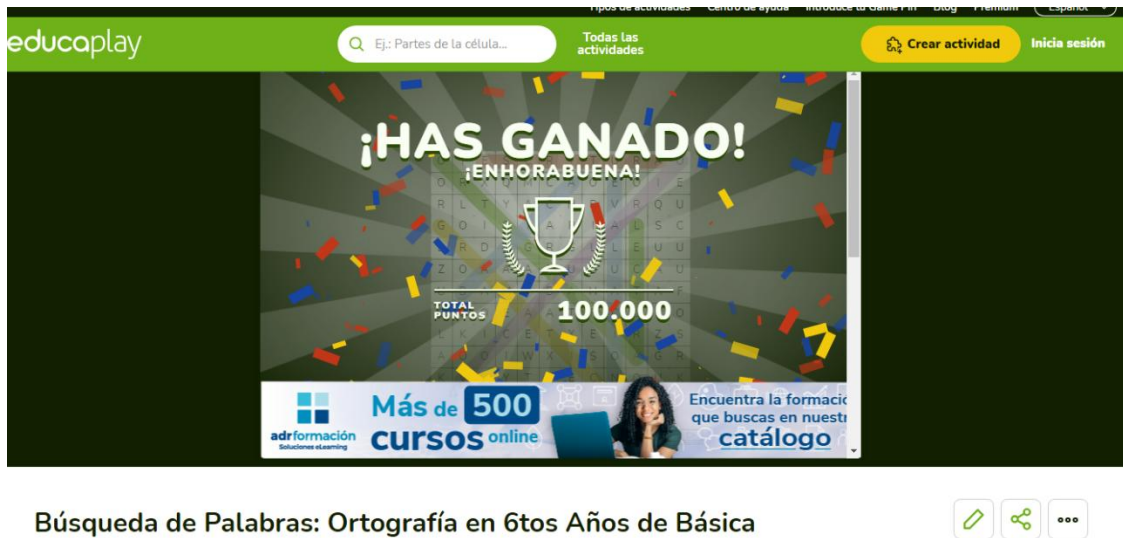 Tipos de actividades Centro de ayuda Introduce tu Game Pin Blog Premium Español
educaplay
Ej.: Partes de la célula...
Todas las
actividades
Crear actividad
Inicia sesión
¡HAS GANADO!
¡ENHORABUENA!
TOTAL
PUNTOS
100.000
adrformación
Soluciones eLearning
Más de 500
cursos online
Encuentra la formació
que buscas en nuestr
catálogo
Búsqueda de Palabras: Ortografía en 6tos Años de Básica